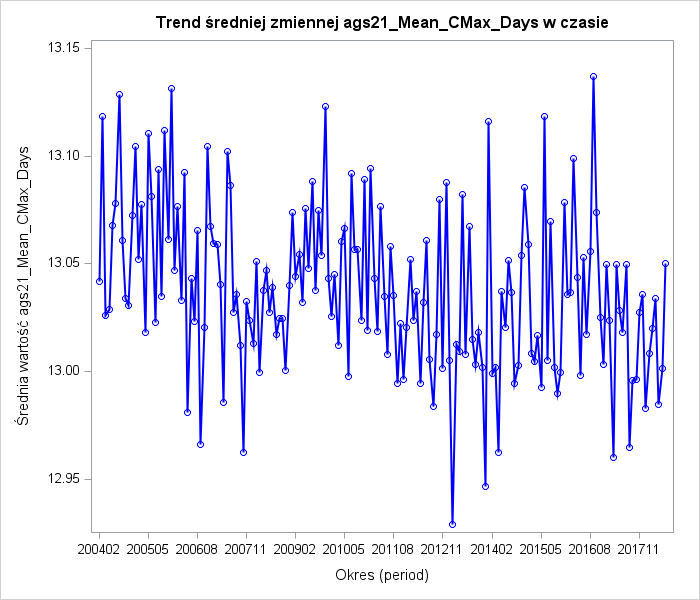 Trend średniej zmiennej ags21_Mean_CMax_Days w czasie
Średnia wartość ags21_Mean_CMax_Days
13.15
13.10
13.05
13.00
12.95
200402 200505 200608 200711 200902 201005 201108 201211 201402 201505 201608 201711
Okres (period)